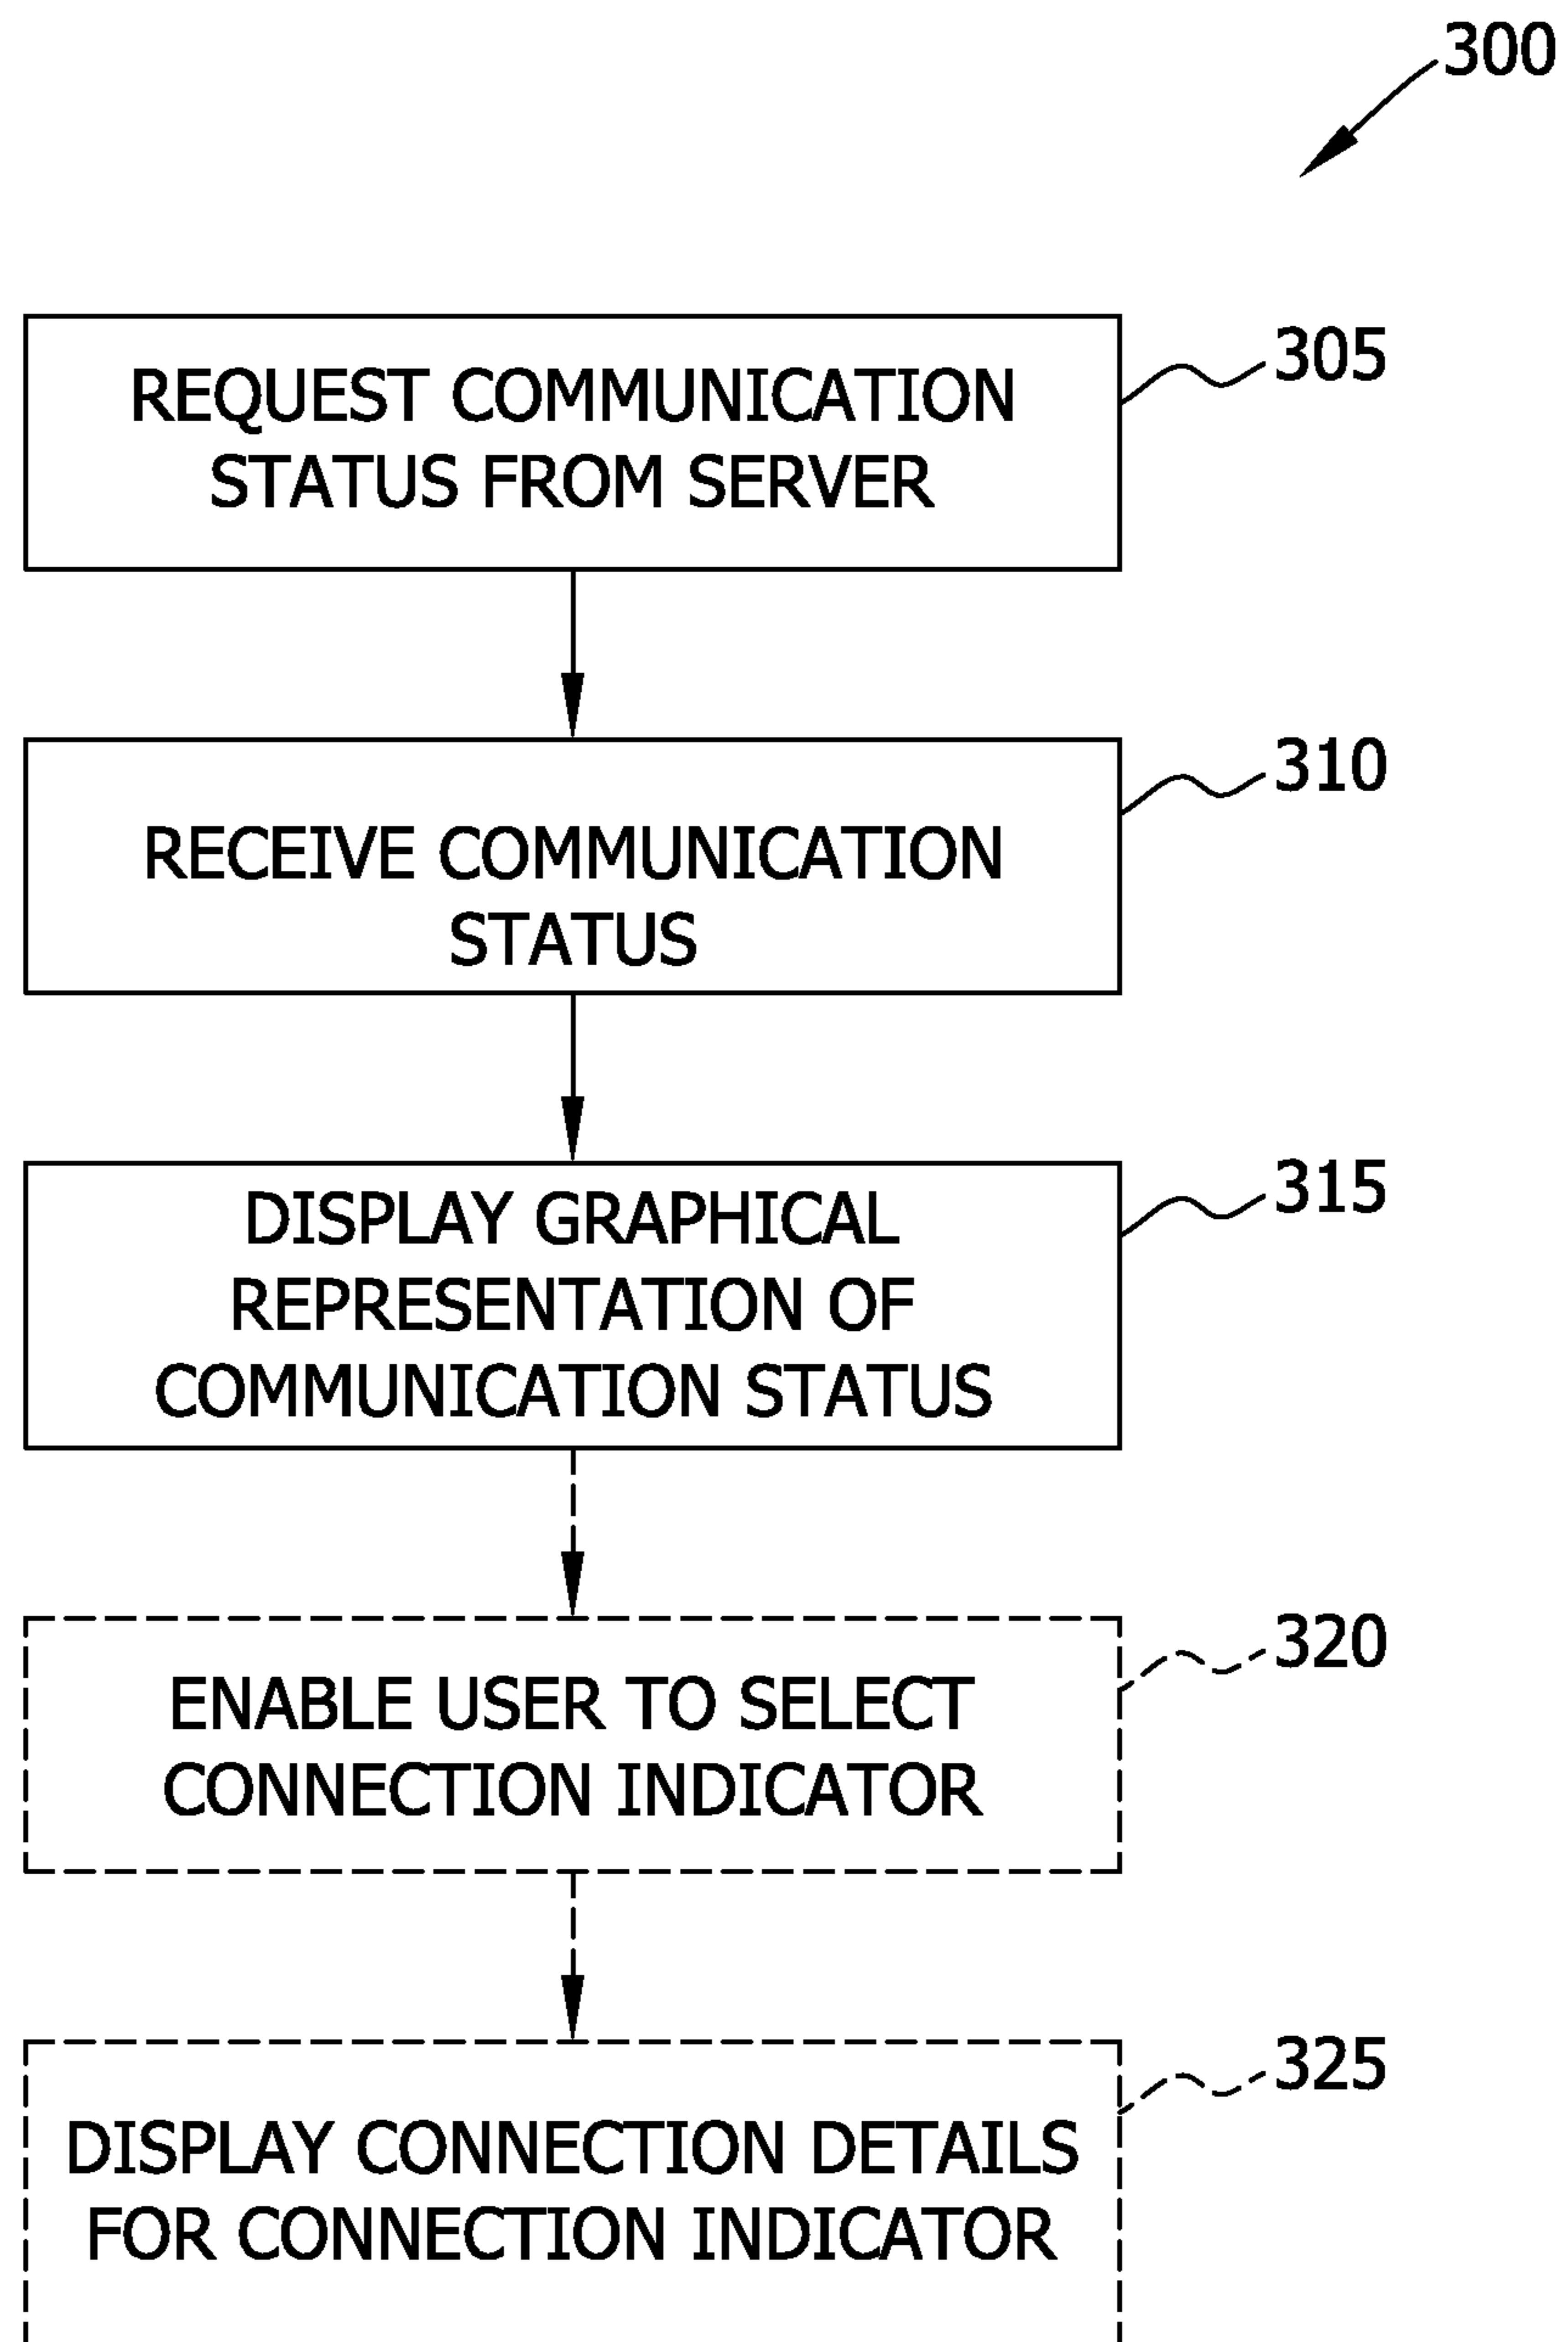 300
REQUEST COMMUNICATION
STATUS FROM SERVER
305
RECEIVE COMMUNICATION
STATUS
310
DISPLAY GRAPHICAL
REPRESENTATION OF
COMMUNICATION STATUS
315
ENABLE USER TO SELECT
CONNECTION INDICATOR
320
DISPLAY CONNECTION DETAILS
FOR CONNECTION INDICATOR
325